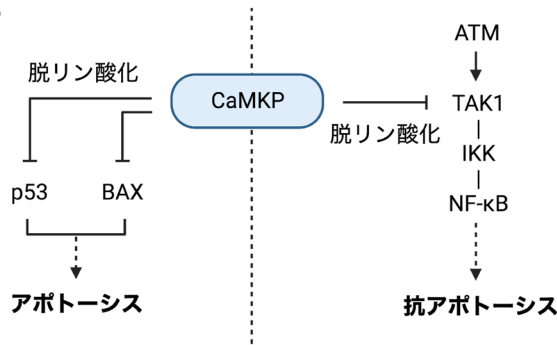 脱リン酸化
CaMKP
p53
BAX
アポトーシス
脱リン酸化
ATM
TAK1
IKK
NF-κB
抗アポトーシス